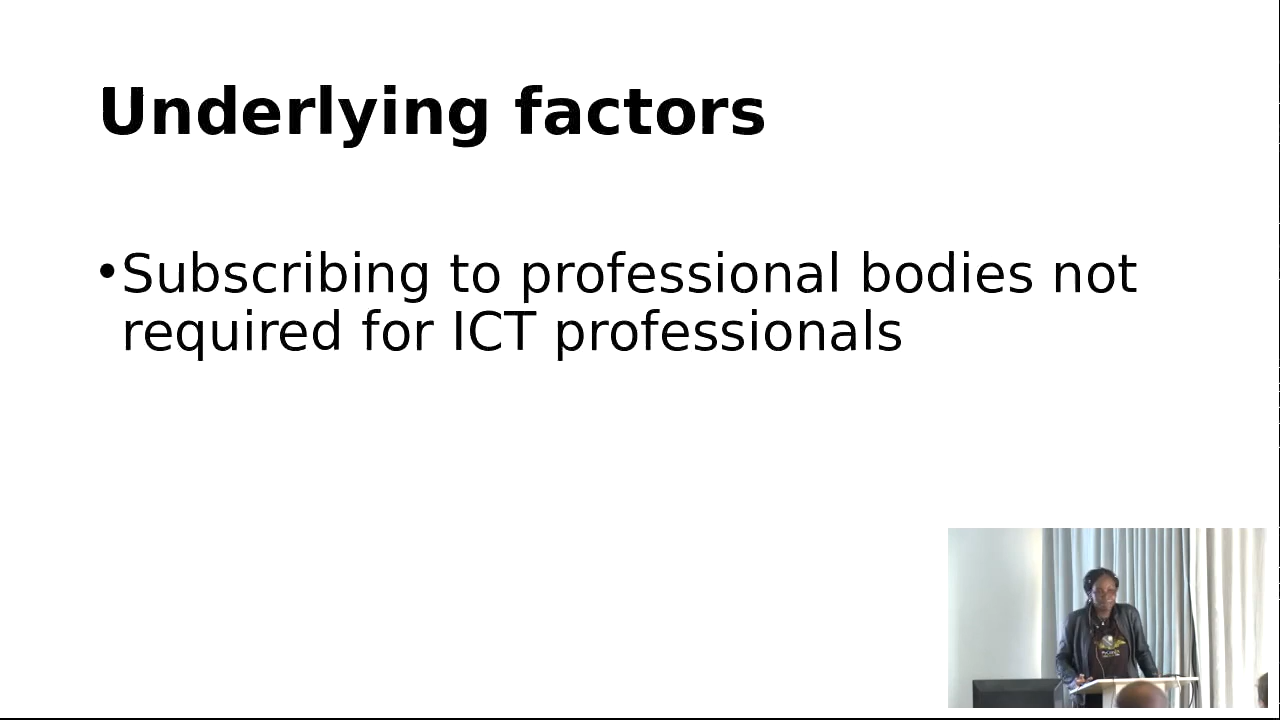 Underlying factors
•Subscribing to professional bodies not
required for ICT professionals